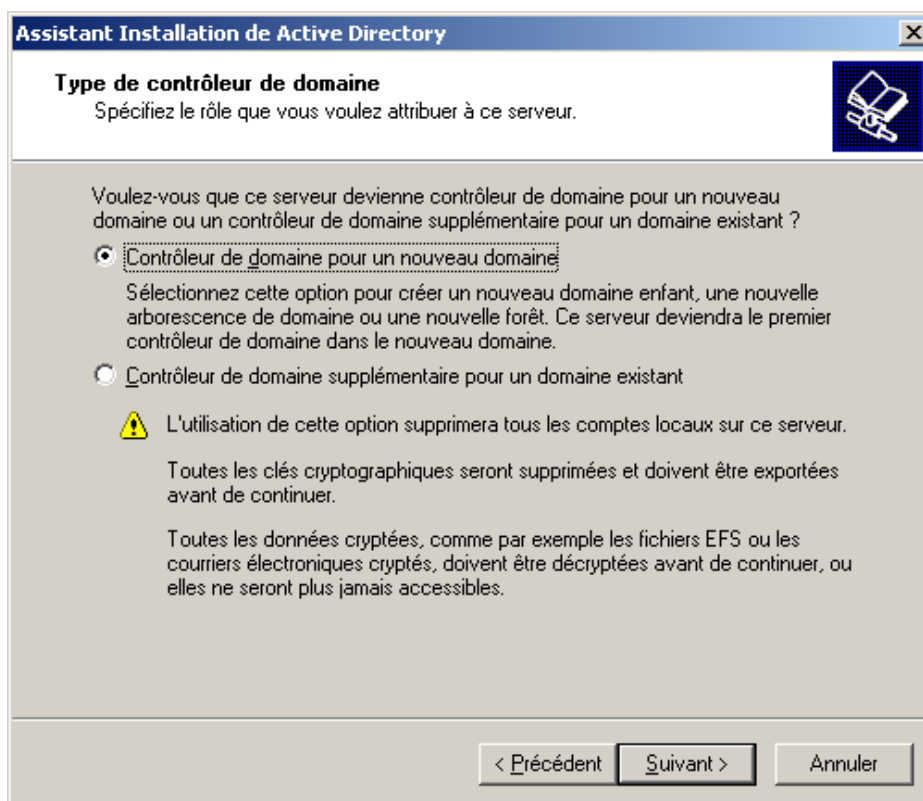 Assistant Installation de Active Directory
Type de contrôleur de domaine
Spécifiez le rôle que vous voulez attribuer à ce serveur.
Voulez-vous que ce serveur devienne contrôleur de domaine pour un nouveau
domaine ou un contrôleur de domaine supplémentaire pour un domaine existant ?
Contrôleur de domaine pour un nouveau domaine
Sélectionnez cette option pour créer un nouveau domaine enfant, une nouvelle
arborescence de domaine ou une nouvelle forêt. Ce serveur deviendra le premier
contrôleur de domaine dans le nouveau domaine.
Contrôleur de domaine supplémentaire pour un domaine existant
L'utilisation de cette option supprimera tous les comptes locaux sur ce serveur.
Toutes les clés cryptographiques seront supprimées et doivent être exportées
avant de continuer.
Toutes les données cryptées, comme par exemple les fichiers EFS ou les
courriers électroniques cryptés, doivent être décryptées avant de continuer, ou
elles ne seront plus jamais accessibles.
< Précédent Suivant > Annuler